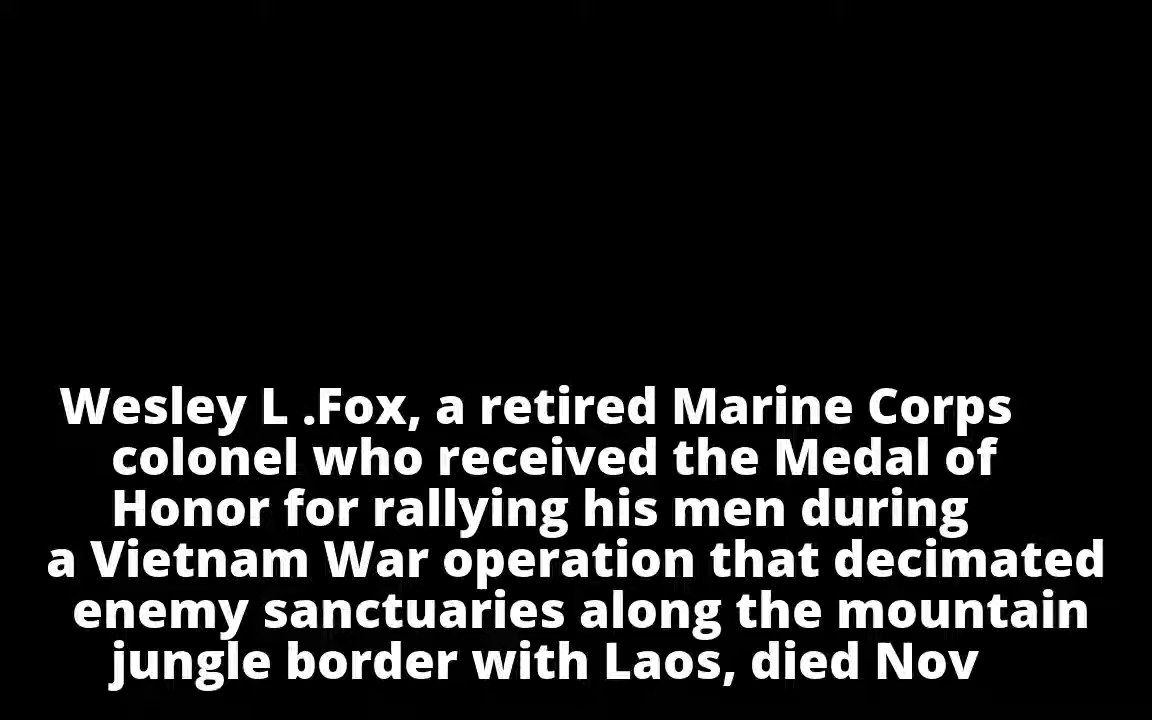 Wesley L .Fox, a retired Marine Corps
colonel who received the Medal of
Honor for rallying his men during
a Vietnam War operation that decimated
enemy sanctuaries along the mountain
jungle border with Laos, died Nov